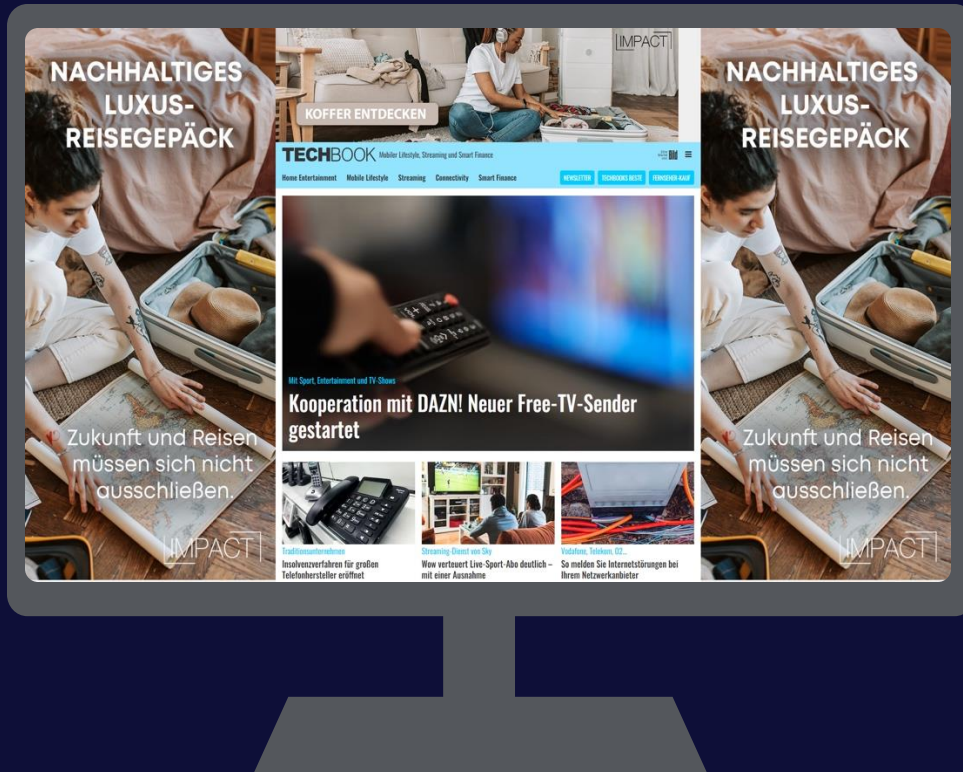 NACHHALTIGES
LUXUS-
REISEGEPÄCK
Zukunft und Reisen
müssen sich nicht
ausschließen.
IMPACT
IMPACT
KOFFER ENTDECKEN
TECHBOOK Mobiler Lifestyle, Streaming und Smart Finance
Bild
Home Entertainment Mobile Lifestyle Streaming Connectivity Smart Finance NEWSLETTER TECHBOOKS BESTE FERNSEHER-KAUF
Mit Sport, Entertainment und TV-Shows
Kooperation mit DAZN! Neuer Free-TV-Sender
gestartet
Traditionsunternehmen
Insolvenzverfahren für großen
Telefonhersteller eröffnet
Streaming-Dienst von Sky
Wow verteuert Live-Sport-Abo deutlich –
mit einer Ausnahme
Vodafone, Telekom, O2...
So melden Sie Internetstörungen bei
Ihrem Netzwerkanbieter
NACHHALTIGES
LUXUS-
REISEGEPÄCK
Zukunft und Reisen
müssen sich nicht
ausschließen.
IMPACT